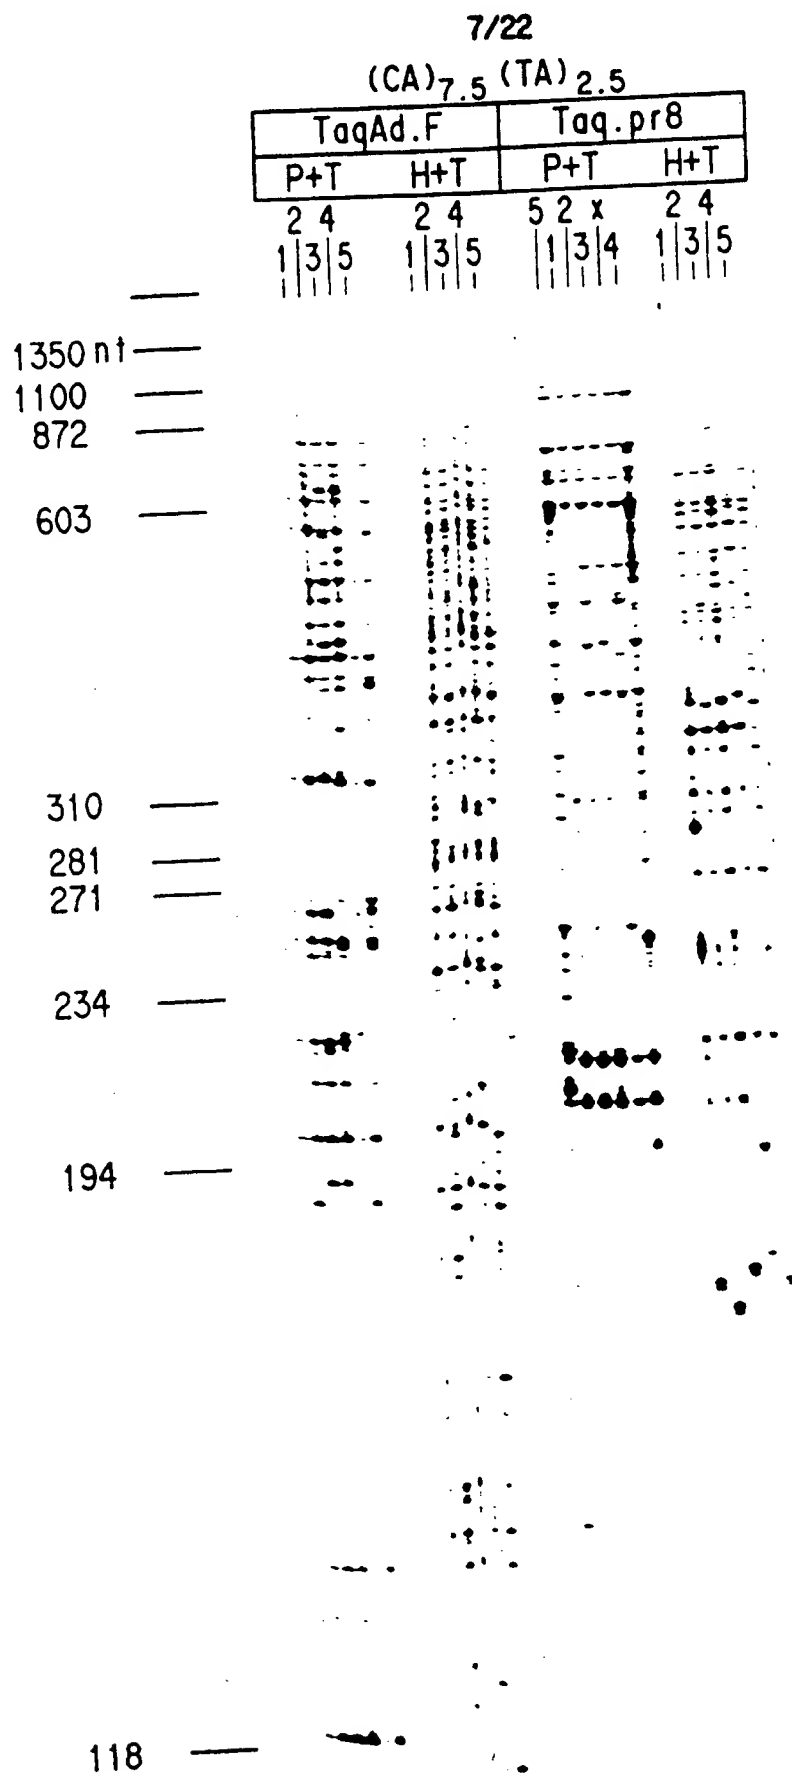 7/22
(CA)7.5 (TA)2.5
TaqAd.F Taq.pr8
P+T H+T P+T H+T
2 4 2 4 5 2 x 2 4
1 3 5 1 3 5 1 3 4 1 3 5
1350 nt
1100
872
603
310
281
271
234
194
118